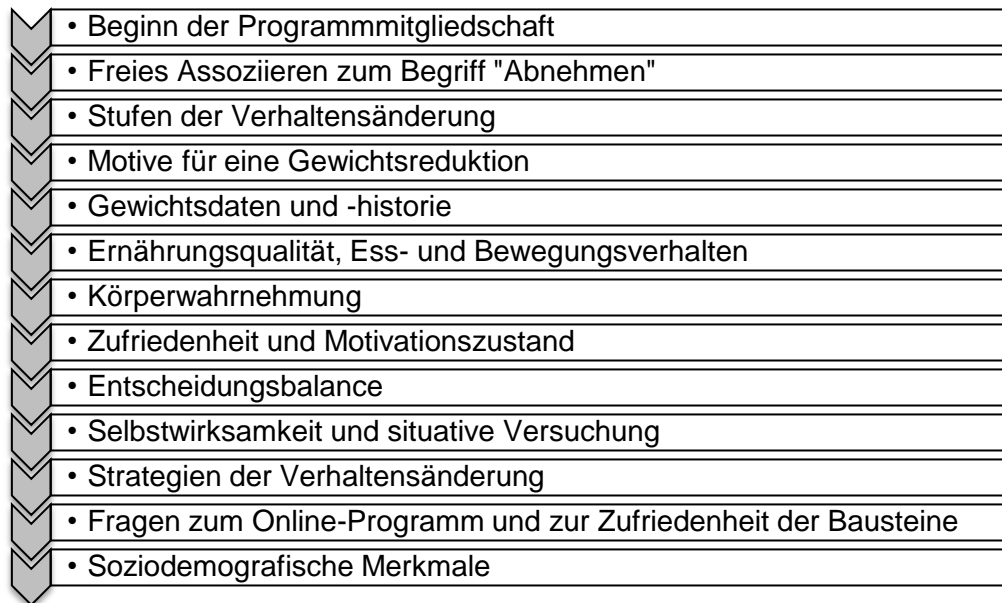 • Beginn der Programmmitgliedschaft
• Freies Assoziieren zum Begriff "Abnehmen"
• Stufen der Verhaltensänderung
• Motive für eine Gewichtsreduktion
• Gewichtsdaten und -historie
• Ernährungsqualität, Ess- und Bewegungsverhalten
• Körperwahrnehmung
• Zufriedenheit und Motivationszustand
• Entscheidungsbalance
• Selbstwirksamkeit und situative Versuchung
• Strategien der Verhaltensänderung
• Fragen zum Online-Programm und zur Zufriedenheit der Bausteine
• Soziodemografische Merkmale